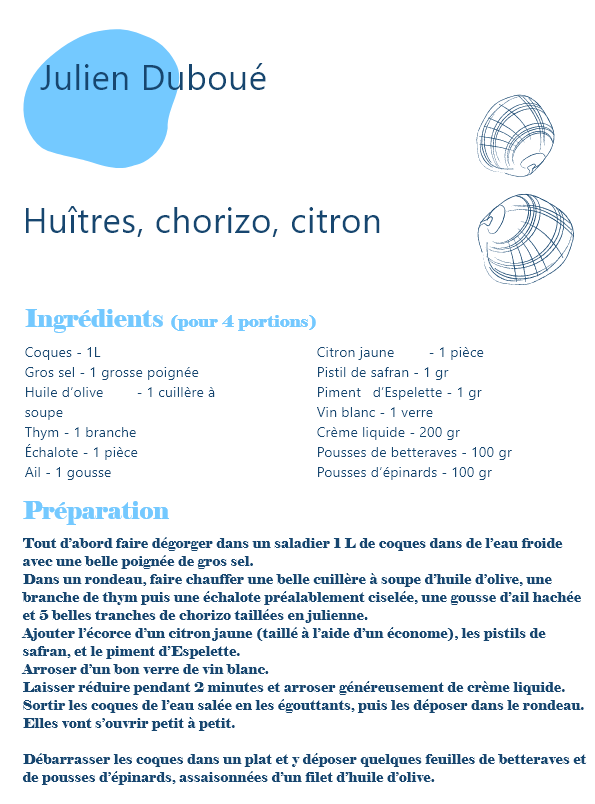 Julien Duboué
Huîtres, chorizo, citron
Ingrédients (pour 4 portions)
Coques - 1L
Gros sel - 1 grosse poignée
Huile d'olive - 1 cuillère à
soupe
Thym - 1 branche
Échalote - 1 pièce
Ail - 1 gousse
Citron jaune - 1 pièce
Pistil de safran - 1 gr
Piment d'Espelette - 1 gr
Vin blanc - 1 verre
Crème liquide - 200 gr
Pousses de betteraves - 100 gr
Pousses d'épinards - 100 gr
Préparation
Tout d'abord faire dégorger dans un saladier 1 L de coques dans de l'eau froide
avec une belle poignée de gros sel.
Dans un rondeau, faire chauffer une belle cuillère à soupe d'huile d'olive, une
branche de thym puis une échalote préalablement ciselée, une gousse d'ail hachée
et 5 belles tranches de chorizo taillées en julienne.
Ajouter l'écorce d'un citron jaune (taillé à l'aide d'un économe), les pistils de
safran, et le piment d'Espelette.
Arroser d'un bon verre de vin blanc.
Laisser réduire pendant 2 minutes et arroser généreusement de crème liquide.
Sortir les coques de l'eau salée en les égouttants, puis les déposer dans le rondeau.
Elles vont s'ouvrir petit à petit.
Débarrasser les coques dans un plat et y déposer quelques feuilles de betteraves et
de pousses d'épinards, assaisonnées d'un filet d'huile d'olive.